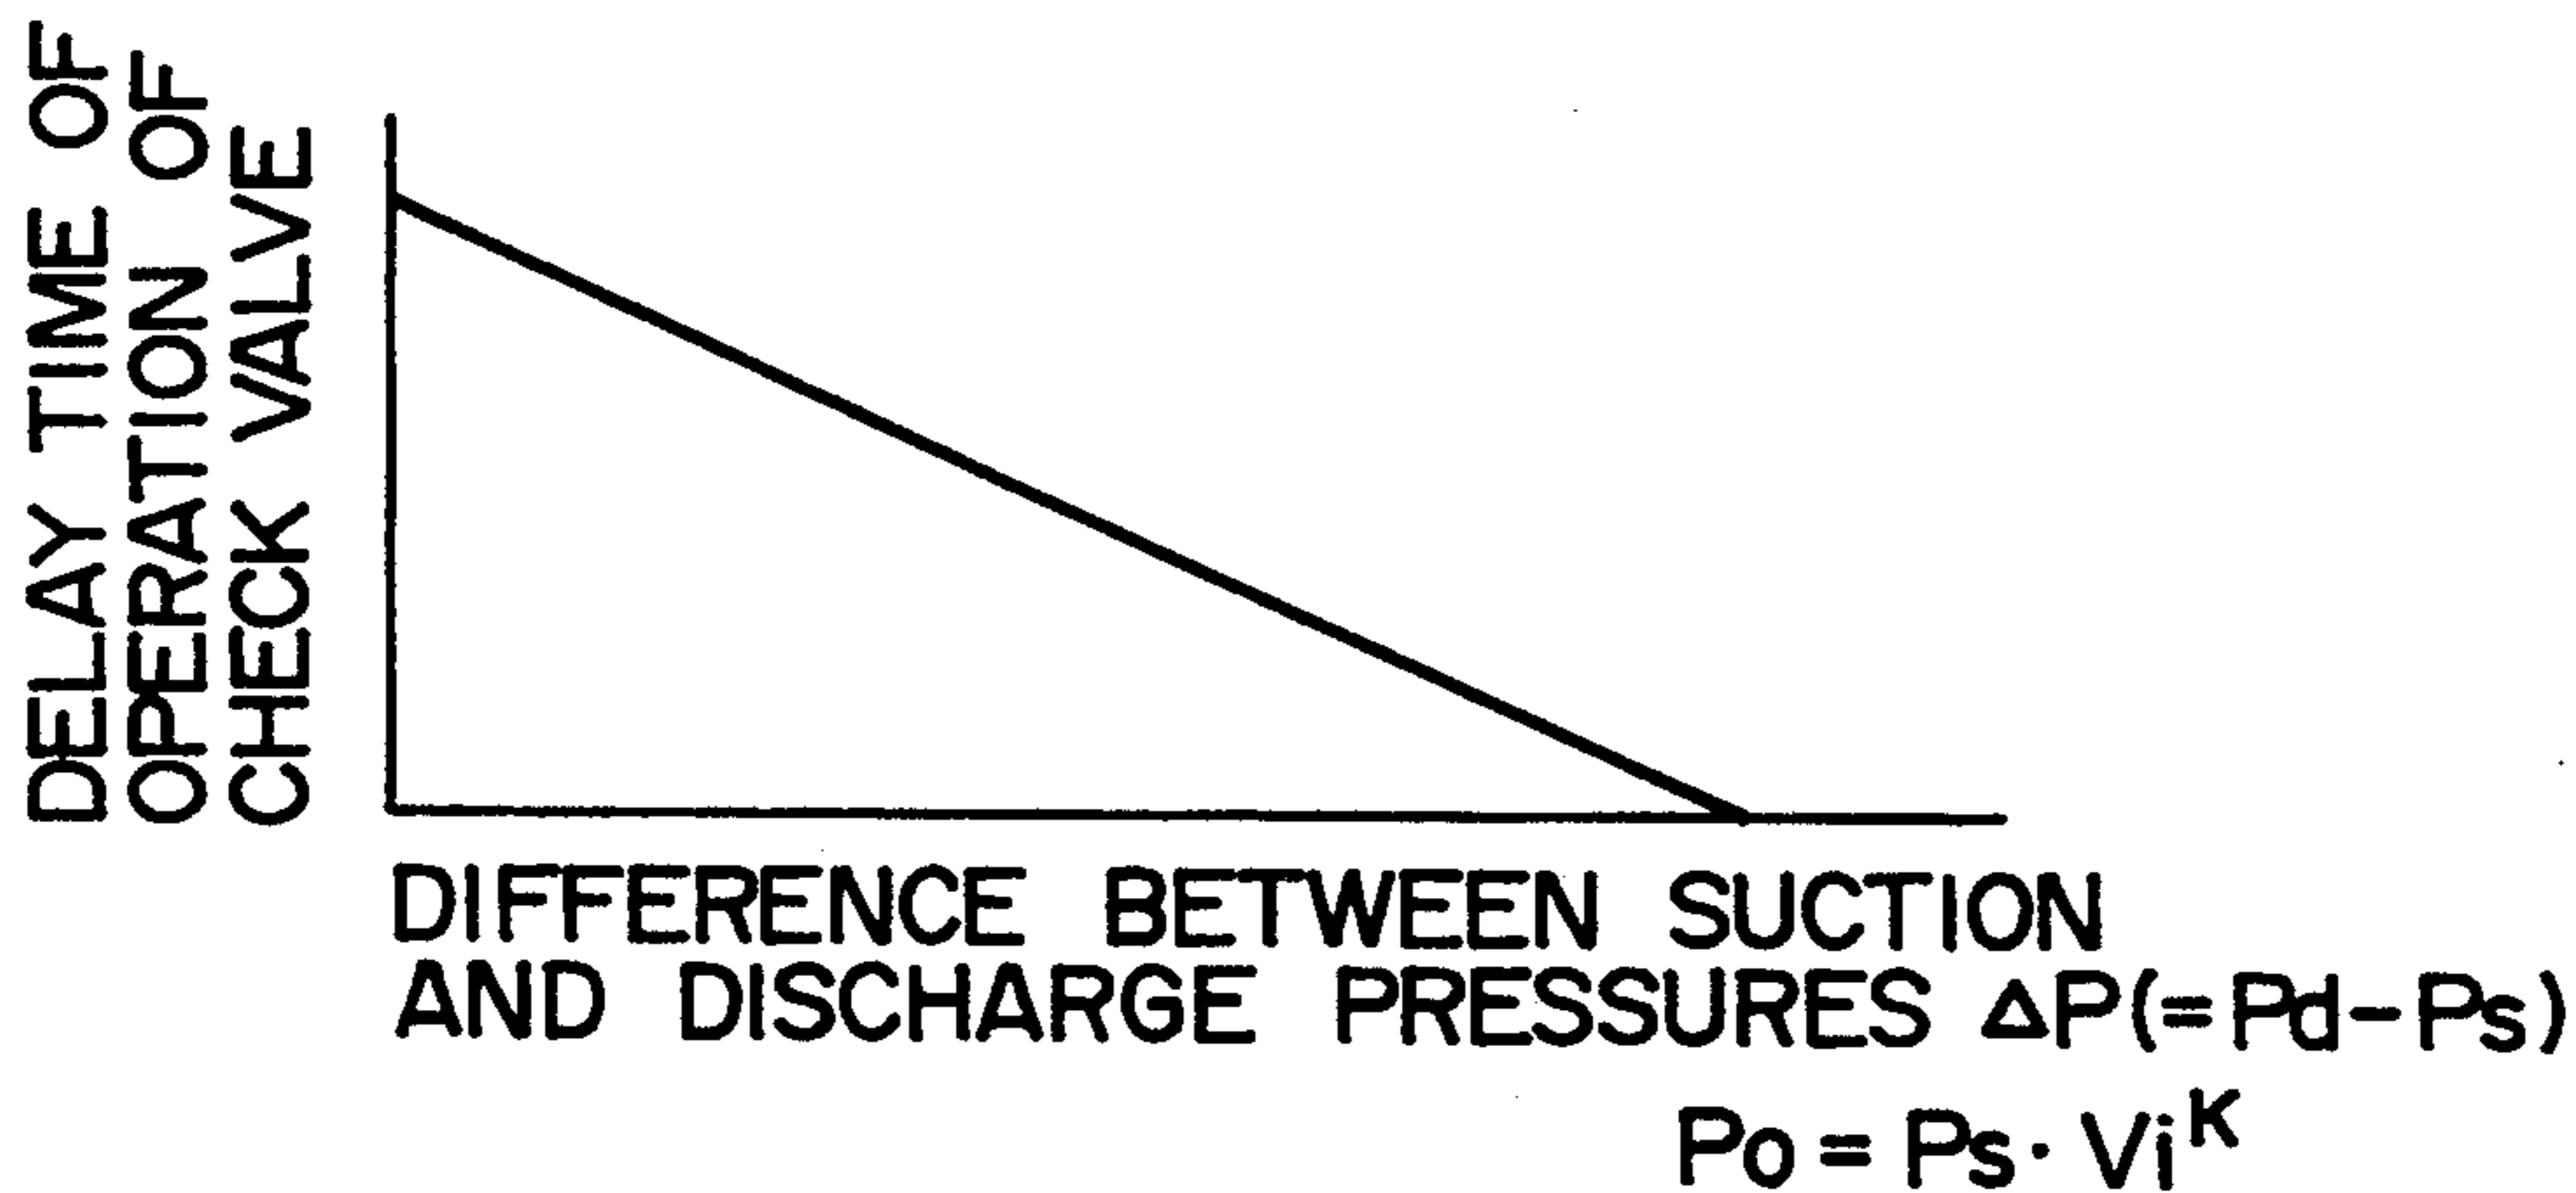 DELAY TIME OF
OPERATION OF
CHECK VALVE
DIFFERENCE BETWEEN SUCTION
AND DISCHARGE PRESSURES ΔP(=Pd-Ps)
Po = Ps · Vi^K